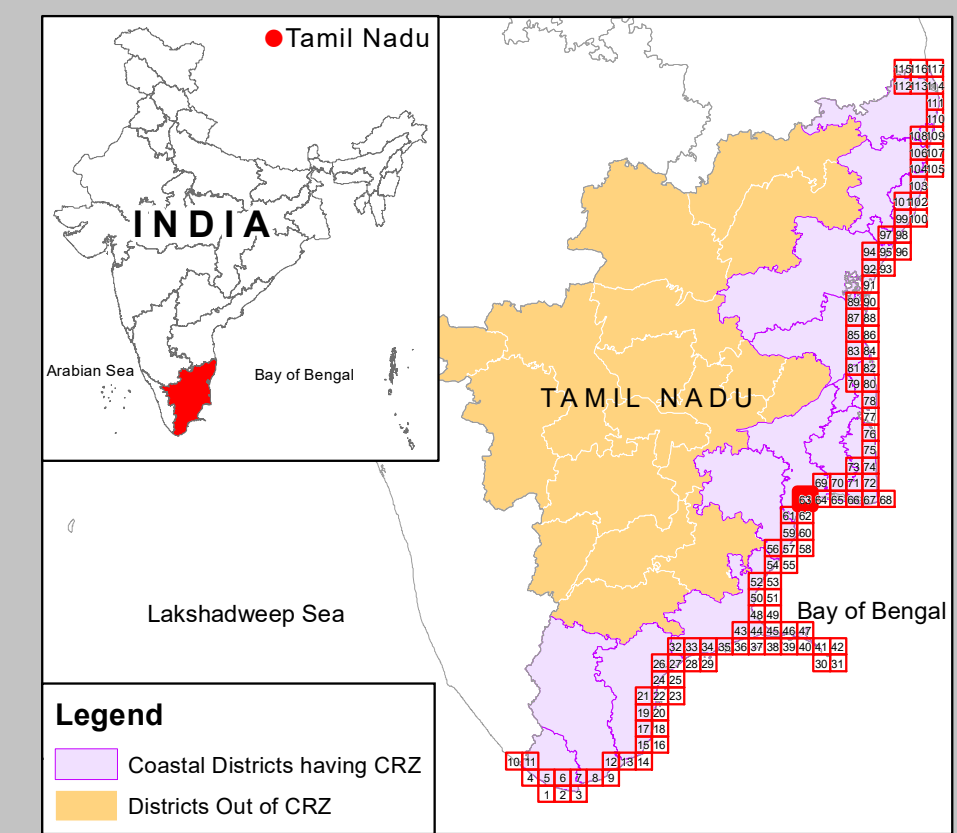 Tamil Nadu
INDIA
Arabian Sea
Bay of Bengal
TAMIL NADU
Lakshadweep Sea
Bay of Bengal
115 116 117
112 113 114
111
110
108 109
106 107
104 105
103
101 102
99 100
97 98
94 95 96
92 93
91
89 90
87 88
85 86
83 84
81 82
79 80
78
77
76
75
73 74
69 70 71 72
63 64 65 66 67 68
61 62
59 60
56 57 58
54 55
52 53
50 51
48 49
43 44 45 46 47
32 33 34 35 36 37 38 39 40 41 42
26 27 28 29 30 31
24 25
21 22 23
19 20
17 18
15 16
10 11 12 13 14
4 5 6 7 8 9
1 2 3
Legend
Coastal Districts having CRZ
Districts Out of CRZ